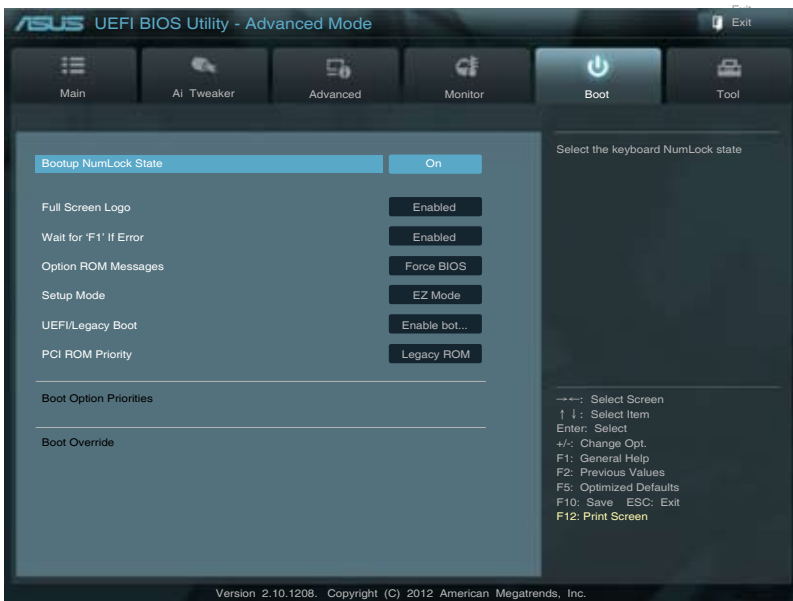 Exit
ASUS UEFI BIOS Utility - Advanced Mode
Exit
Main
Ai Tweaker
Advanced
Monitor
Boot
Tool
Bootup NumLock State On
Full Screen Logo Enabled
Wait for ‘F1’ If Error Enabled
Option ROM Messages Force BIOS
Setup Mode EZ Mode
UEFI/Legacy Boot Enable bot...
PCI ROM Priority Legacy ROM
Boot Option Priorities
Boot Override
Select the keyboard NumLock state
→←: Select Screen
↑↓: Select Item
Enter: Select
+/-: Change Opt.
F1: General Help
F2: Previous Values
F5: Optimized Defaults
F10: Save ESC: Exit
F12: Print Screen
Version 2.10.1208. Copyright (C) 2012 American Megatrends, Inc.